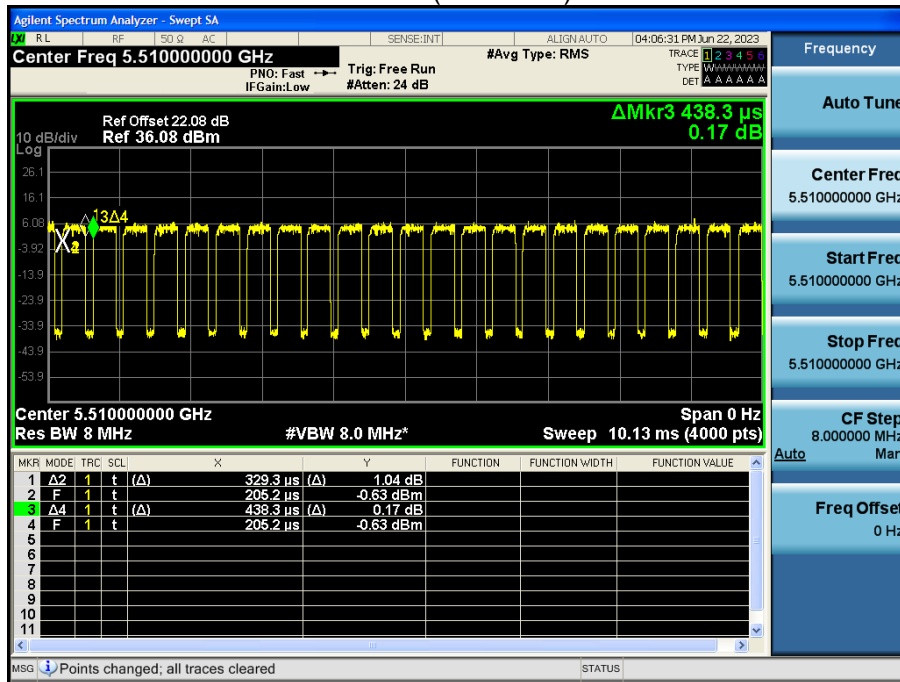 Agilent Spectrum Analyzer - Swept SA
LXI RL RF 50 Ω AC SENSE:INT ALIGN AUTO 04:06:31 PM Jun 22, 2023
Center Freq 5.510000000 GHz
PNO: Fast
IFGain:Low
Trig: Free Run
#Atten: 24 dB
#Avg Type: RMS
TRACE 1 2 3 4 5 6
TYPE WWWWWW
DET A A A A A A
ΔMkr3 438.3 µs
0.17 dB
Ref Offset 22.08 dB
10 dB/div Ref 36.08 dBm
Log
26.1
16.1
6.08
-3.92
-13.9
-23.9
-33.9
-43.9
-53.9
1 3Δ4
2
Center 5.510000000 GHz Span 0 Hz
Res BW 8 MHz #VBW 8.0 MHz* Sweep 10.13 ms (4000 pts)
MKR MODE TRC SCL X Y FUNCTION FUNCTION WIDTH FUNCTION VALUE
1 Δ2 1 t (Δ) 329.3 µs (Δ) 1.04 dB
2 F 1 t 205.2 µs -0.63 dBm
3 Δ4 1 t (Δ) 438.3 µs (Δ) 0.17 dB
4 F 1 t 205.2 µs -0.63 dBm
5
6
7
8
9
10
11
MSG Points changed; all traces cleared STATUS
Frequency
Auto Tune
Center Freq
5.510000000 GHz
Start Freq
5.510000000 GHz
Stop Freq
5.510000000 GHz
CF Step
8.000000 MHz
Auto Man
Freq Offset
0 Hz